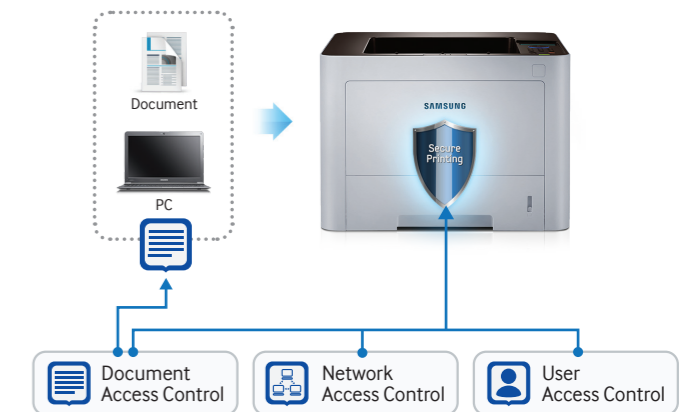 Document
PC
SAMSUNG
Secure
Printing
Document
Access Control
Network
Access Control
User
Access Control